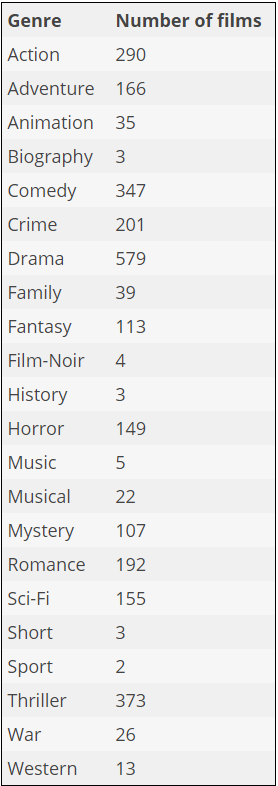 Genre Number of films
Action 290
Adventure 166
Animation 35
Biography 3
Comedy 347
Crime 201
Drama 579
Family 39
Fantasy 113
Film-Noir 4
History 3
Horror 149
Music 5
Musical 22
Mystery 107
Romance 192
Sci-Fi 155
Short 3
Sport 2
Thriller 373
War 26
Western 13